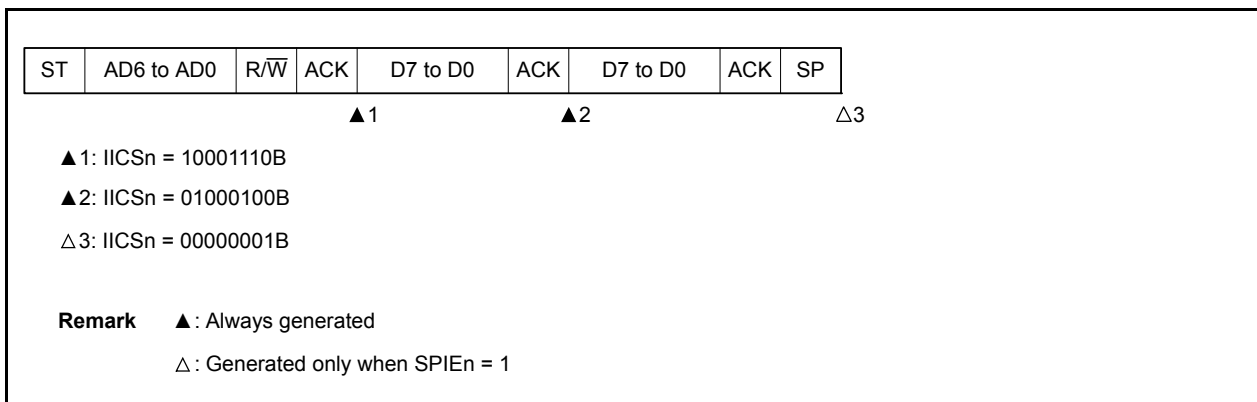 ST AD6 to AD0 R/W̅ ACK D7 to D0 ACK D7 to D0 ACK SP
▲1 ▲2 △3
▲1: IICSn = 10001110B
▲2: IICSn = 01000100B
△3: IICSn = 00000001B
Remark ▲: Always generated
△: Generated only when SPIEn = 1